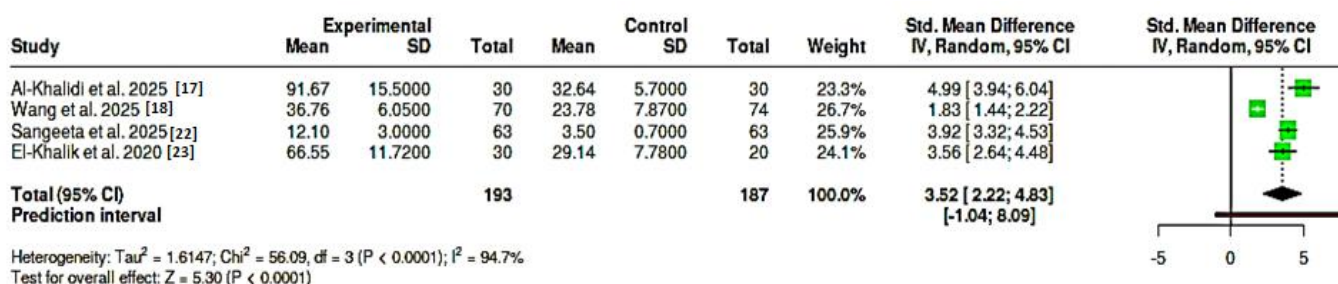 Experimental Control Std. Mean Difference Std. Mean Difference
Study Mean SD Total Mean SD Total Weight IV, Random, 95% CI IV, Random, 95% CI
Al-Khalidi et al. 2025 [17] 91.67 15.5000 30 32.64 5.7000 30 23.3% 4.99 [3.94; 6.04]
Wang et al. 2025 [18] 36.76 6.0500 70 23.78 7.8700 74 26.7% 1.83 [1.44; 2.22]
Sangeeta et al. 2025[22] 12.10 3.0000 63 3.50 0.7000 63 25.9% 3.92 [3.32; 4.53]
El-Khalik et al. 2020 [23] 66.55 11.7200 30 29.14 7.7800 20 24.1% 3.56 [2.64; 4.48]
Total (95% CI) 193 187 100.0% 3.52 [2.22; 4.83]
Prediction interval [-1.04; 8.09]
Heterogeneity: Tau² = 1.6147; Chi² = 56.09, df = 3 (P < 0.0001); I² = 94.7%
Test for overall effect: Z = 5.30 (P < 0.0001)
-5 0 5